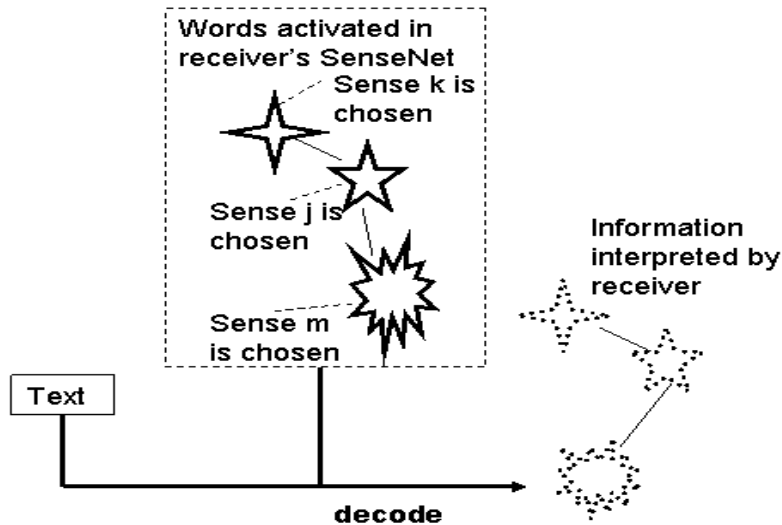 Words activated in
receiver's SenseNet
Sense k is
chosen
Sense j is
chosen
Sense m
is chosen
Information
interpreted by
receiver
Text
decode